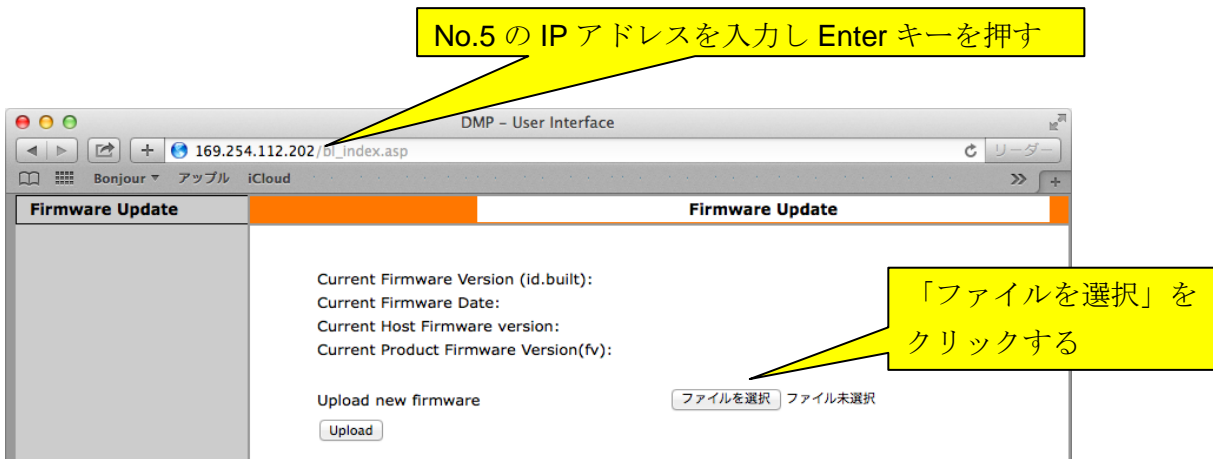 No.5 の IP アドレスを入力し Enter キーを押す
DMP – User Interface
169.254.112.202/bl_index.asp
リーダー
Bonjour アップル iCloud
Firmware Update
Firmware Update
Current Firmware Version (id.built):
Current Firmware Date:
Current Host Firmware version:
Current Product Firmware Version(fv):
「ファイルを選択」を
クリックする
Upload new firmware
ファイルを選択 ファイル未選択
Upload